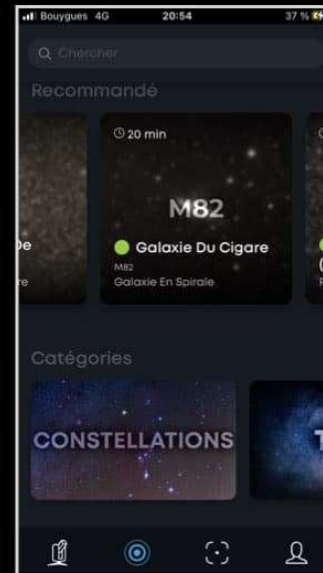 Bouygues 4G 20:54 37 %
Chercher
Recommandé
20 min
M82
Galaxie Du Cigare
M82
Galaxie En Spirale
Catégories
CONSTELLATIONS